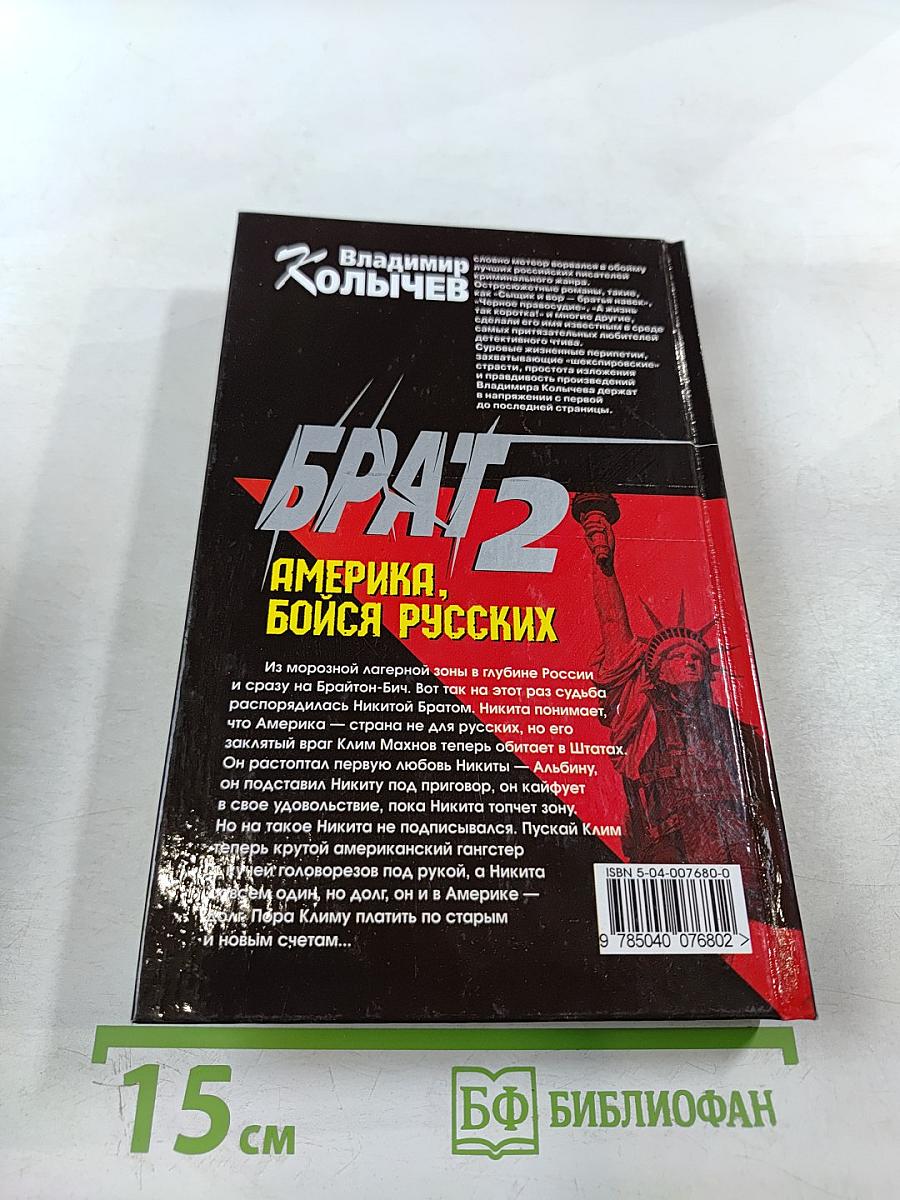 Владимир
Колычев
словно метеор ворвался в обойму
лучших российских писателей
криминального жанра.
Остросюжетные романы, такие,
как «Сыщик и вор — братья навек»,
«Черное правосудие», «А жизнь
так коротка!» и многие другие,
сделали его имя известным в среде
самых притязательных любителей
детективного чтива.
Суровые жизненные перипетии,
захватывающие «шекспировские»
страсти, простота изложения
и правдивость произведений
Владимира Колычева держат
в напряжении с первой
до последней страницы.
БРАТ 2
АМЕРИКА,
БОЙСЯ РУССКИХ
Из морозной лагерной зоны в глубине России
и сразу на Брайтон-Бич. Вот так на этот раз судьба
распорядилась Никитой Братом. Никита понимает,
что Америка — страна не для русских, но его
заклятый враг Клим Махнов теперь обитает в Штатах.
Он растоптал первую любовь Никиты — Альбину,
он подставил Никиту под приговор, он кайфует
в свое удовольствие, пока Никита топчет зону.
Но на такое Никита не подписывался. Пускай Клим
теперь крутой американский гангстер
кучей головорезов под рукой, а Никита
совсем один, но долг, он и в Америке —
долг. Пора Климу платить по старым
и новым счетам...
ISBN 5-04-007680-0
9 785040 076802 >
15 см
БФ БИБЛИОФАН